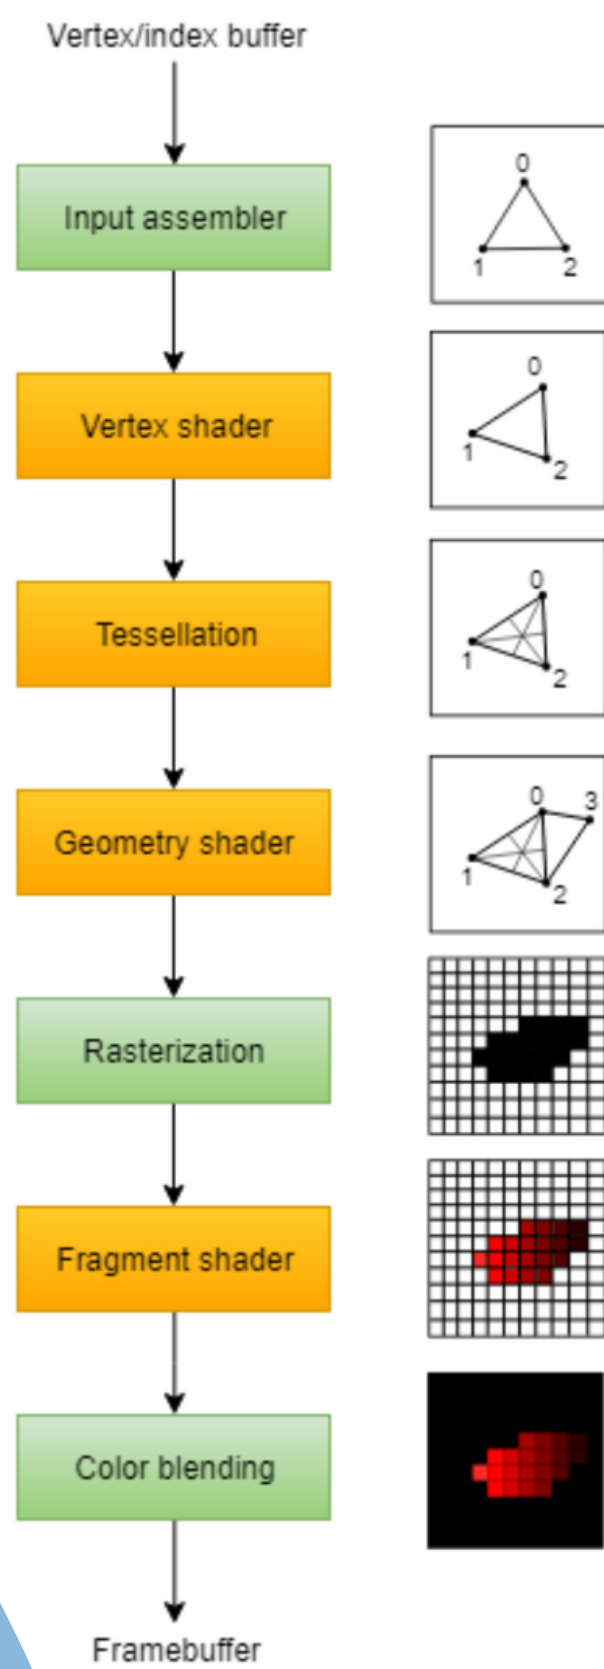 Vertex/index buffer
Input assembler
0
1
2
Vertex shader
0
1
2
Tessellation
0
1
2
Geometry shader
0
3
1
2
Rasterization
Fragment shader
Color blending
Framebuffer